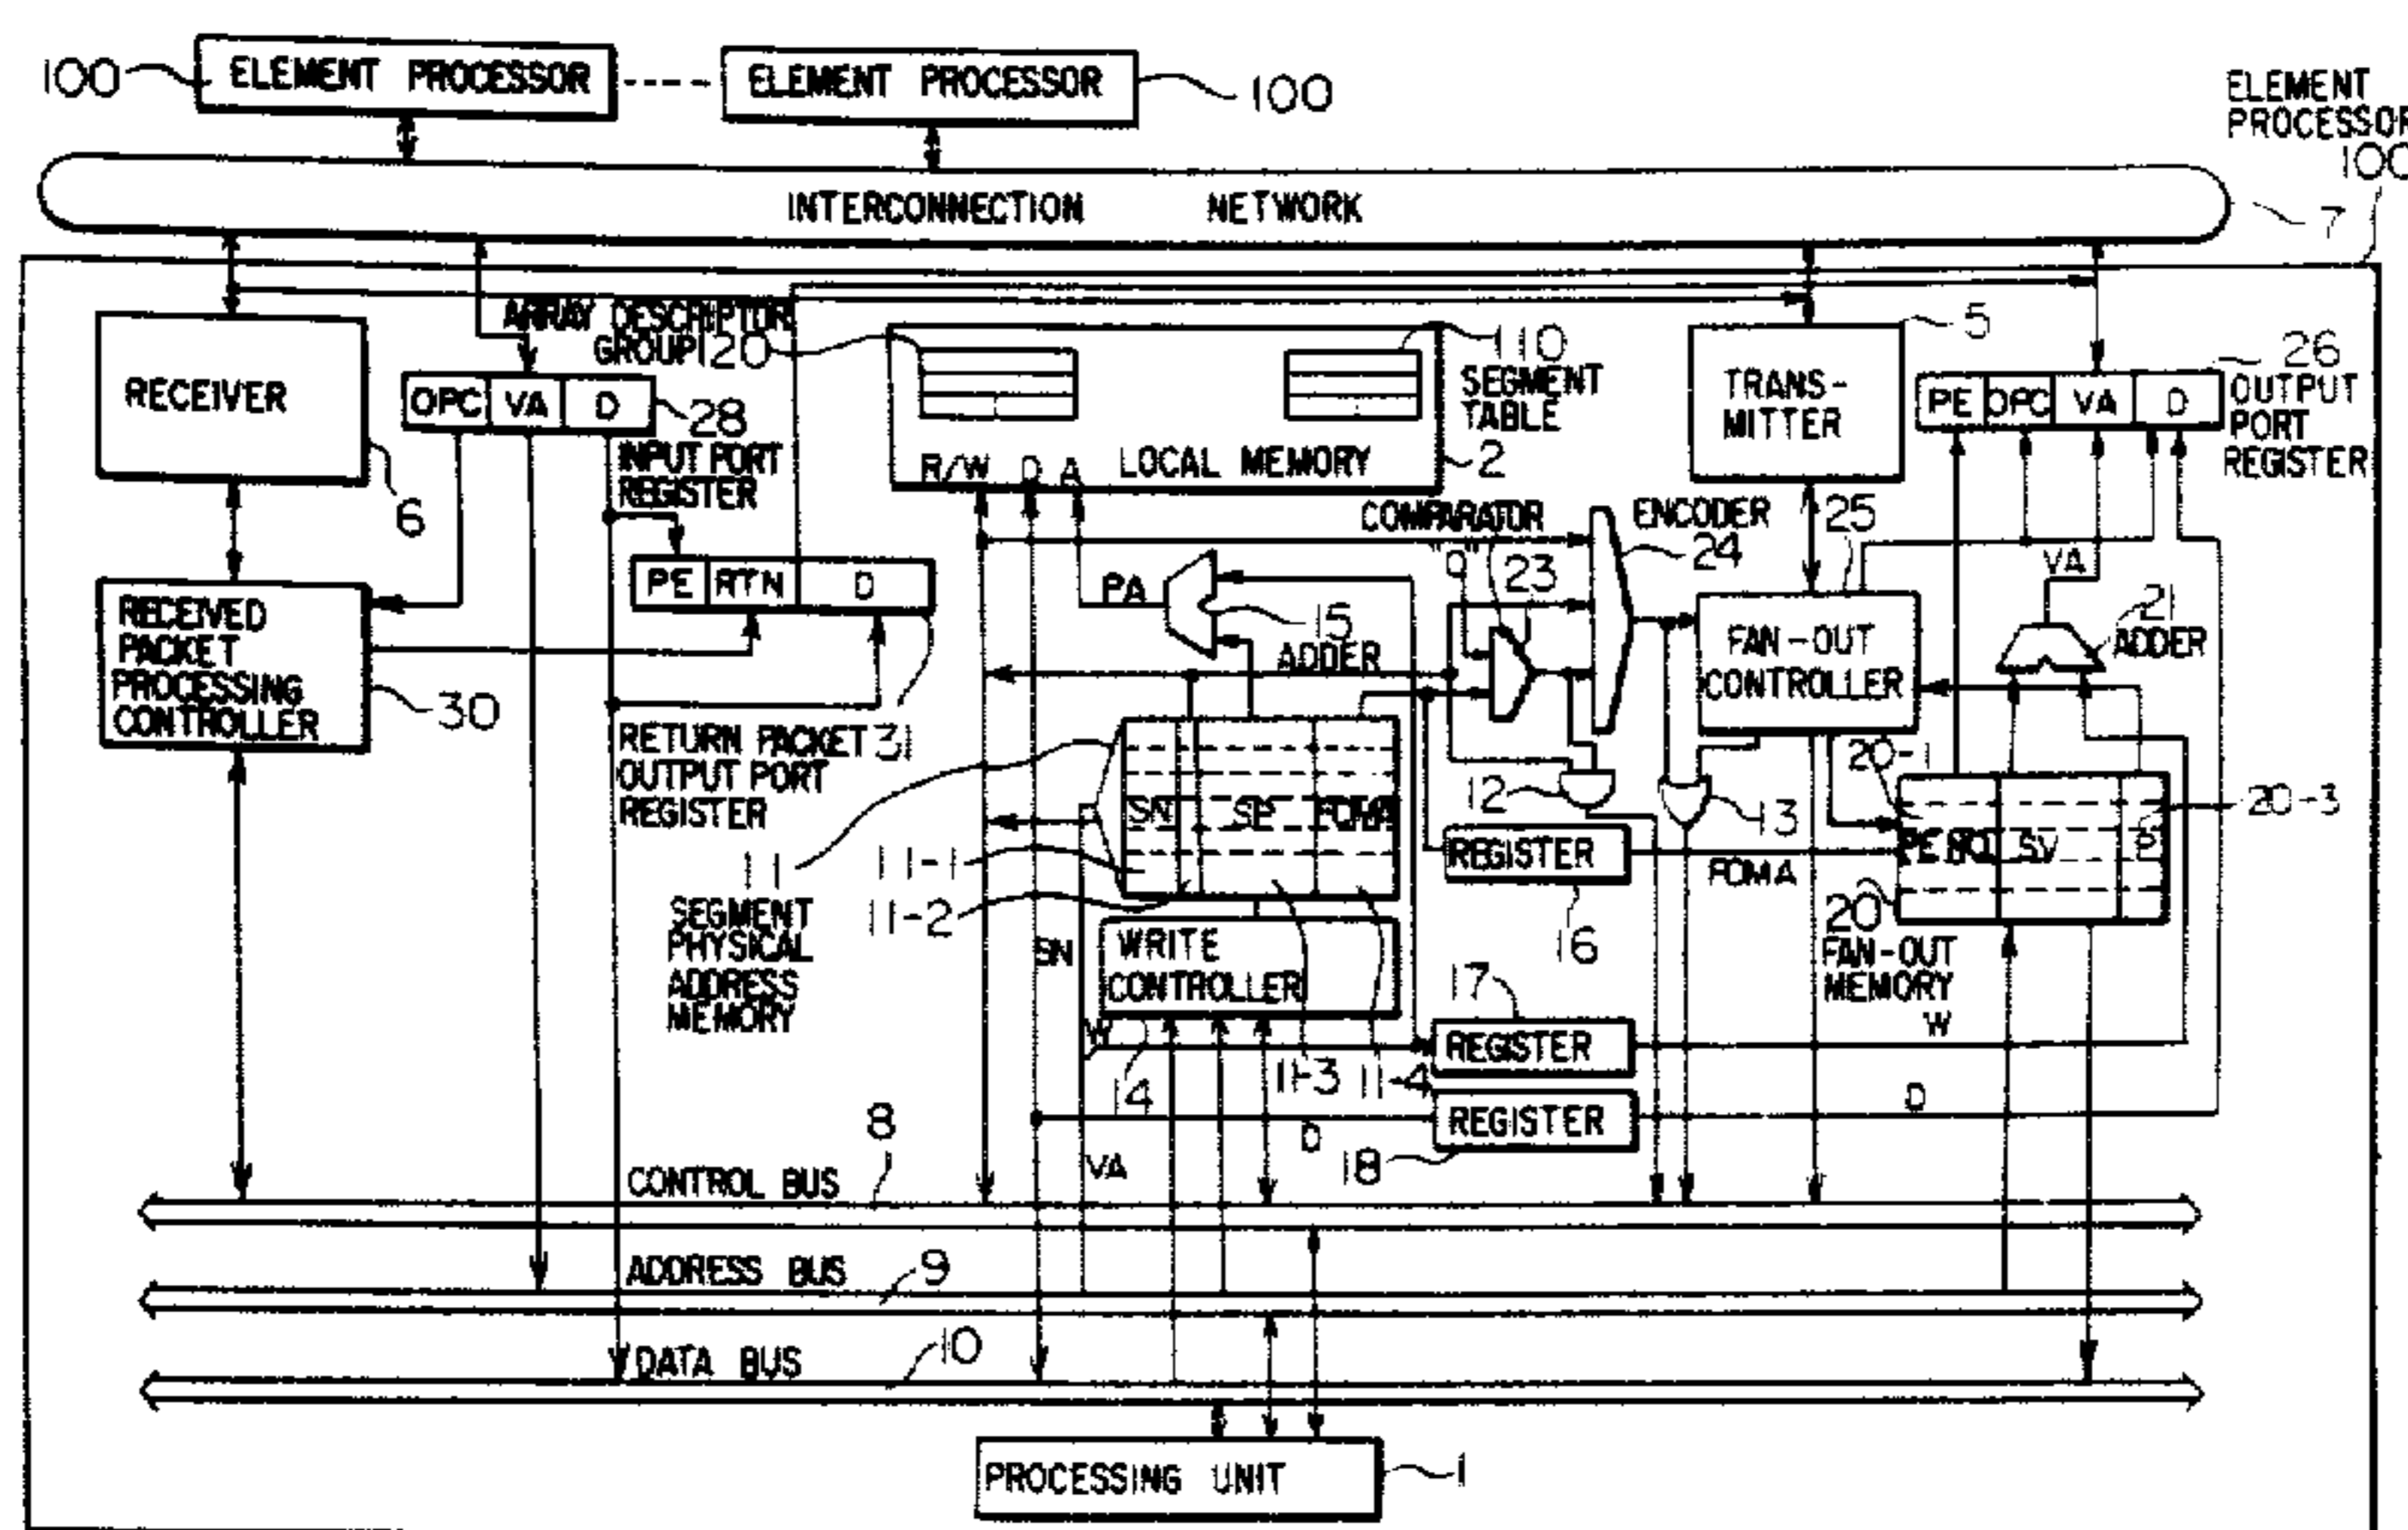 100
ELEMENT PROCESSOR
ELEMENT PROCESSOR
100
ELEMENT
PROCESSOR
100
INTERCONNECTION NETWORK
7
RECEIVER
6
ARRAY DESCRIPTOR
GROUP 120
OPC VA D
28
INPUT PORT
REGISTER
110
SEGMENT
TABLE
R/W D A LOCAL MEMORY
2
5
TRANS-
MITTER
26
OUTPUT
PORT
REGISTER
PE OPC VA D
RECEIVED
PACKET
PROCESSING
CONTROLLER
30
PE RTN D
RETURN PACKET 31
OUTPUT PORT
REGISTER
PA
15
ADDER
COMPARATOR
"0"
23
ENCODER
24
25
FAN-OUT
CONTROLLER
VA
21
ADDER
12
13
11
SEGMENT
PHYSICAL
ADDRESS
MEMORY
11-1
11-2
SN SP
SN
WRITE
CONTROLLER
14
W
11-3
11-4
REGISTER
16
FOMA
20-1
20-3
SV P
20
FAN-OUT
MEMORY
17
REGISTER
W
REGISTER
18
D
D
VA
8
CONTROL BUS
ADDRESS BUS
9
DATA BUS
10
PROCESSING UNIT
1